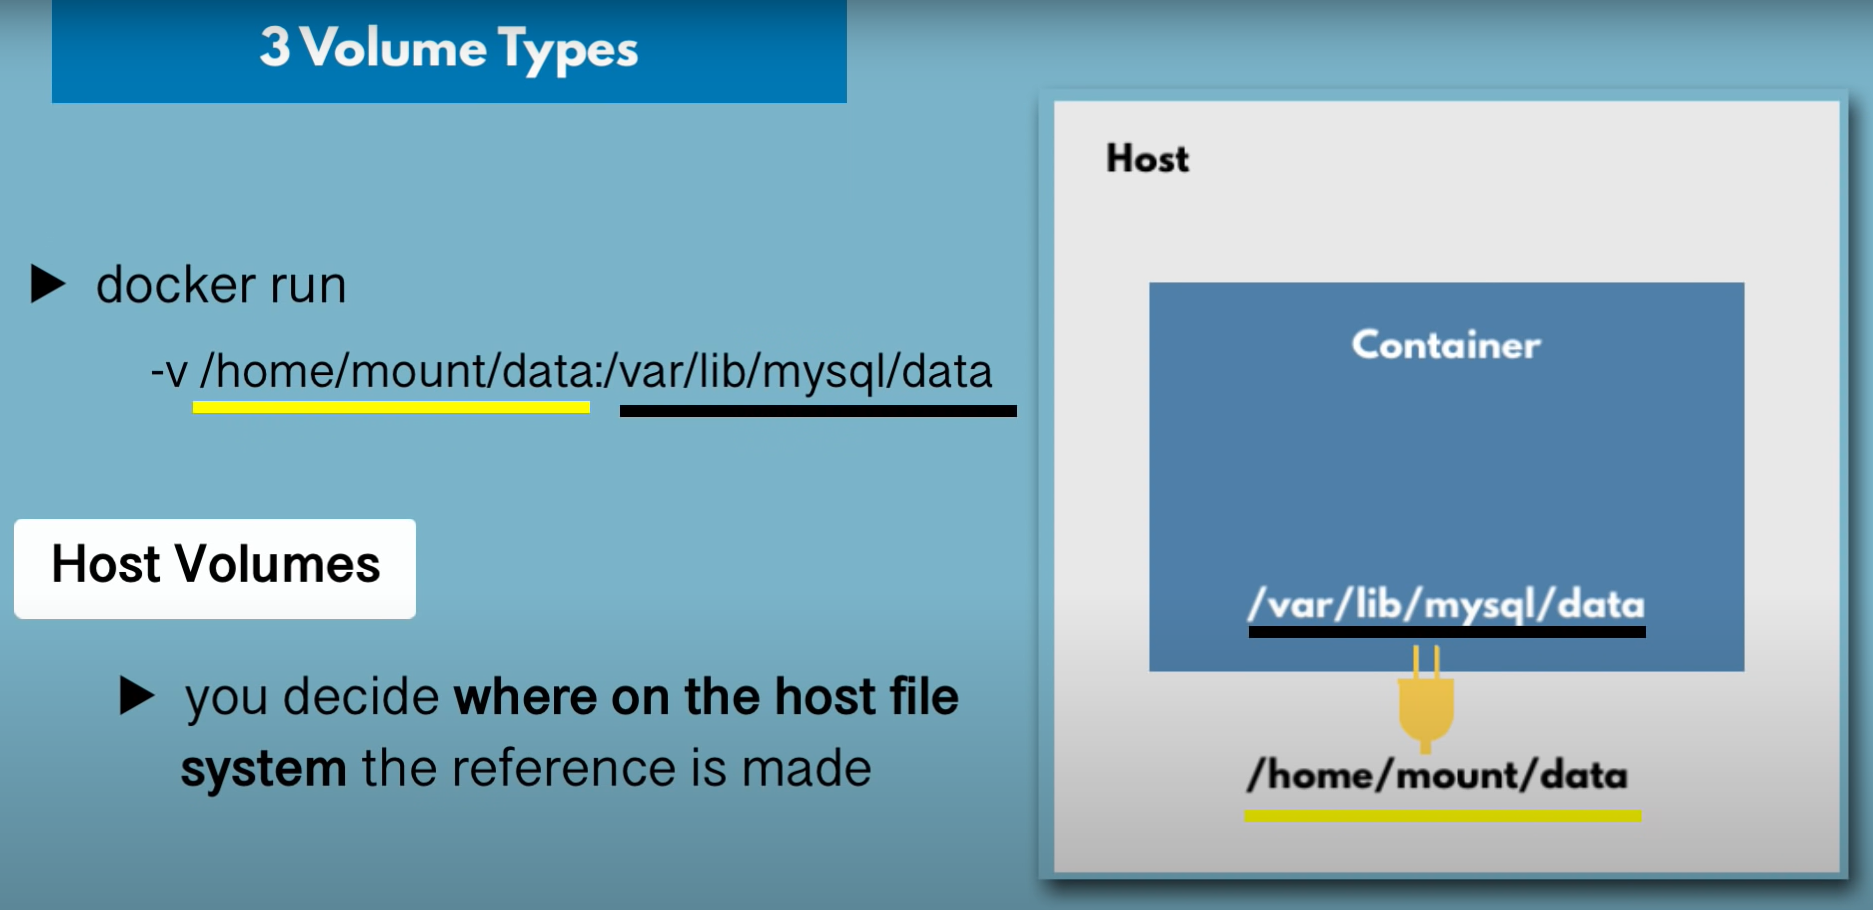 3 Volume Types
docker run
-v /home/mount/data:/var/lib/mysql/data
Host Volumes
you decide where on the host file
system the reference is made
Host
Container
/var/lib/mysql/data
/home/mount/data